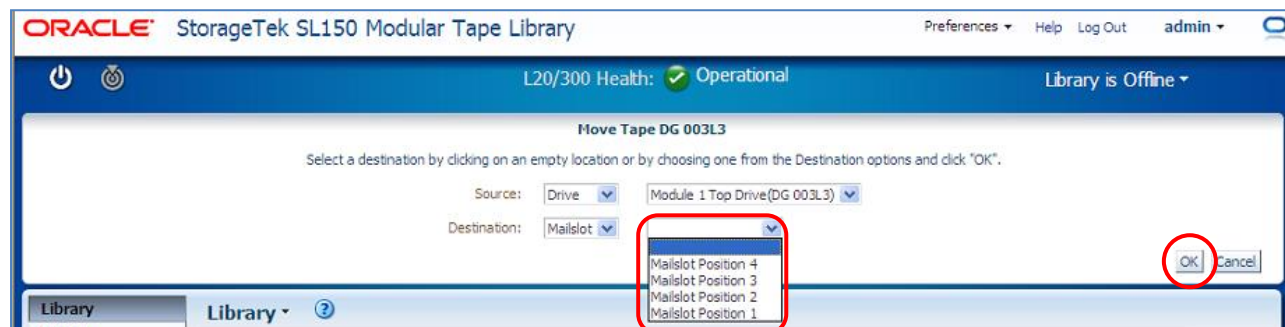 ORACLE StorageTek SL150 Modular Tape Library Preferences Help Log Out admin
L20/300 Health: Operational Library is Offline
Move Tape DG 003L3
Select a destination by clicking on an empty location or by choosing one from the Destination options and click "OK".
Source: Drive Module 1 Top Drive(DG 003L3)
Destination: Mailslot
Mailslot Position 4
Mailslot Position 3
OK Cancel
Mailslot Position 2
Mailslot Position 1
Library Library ?